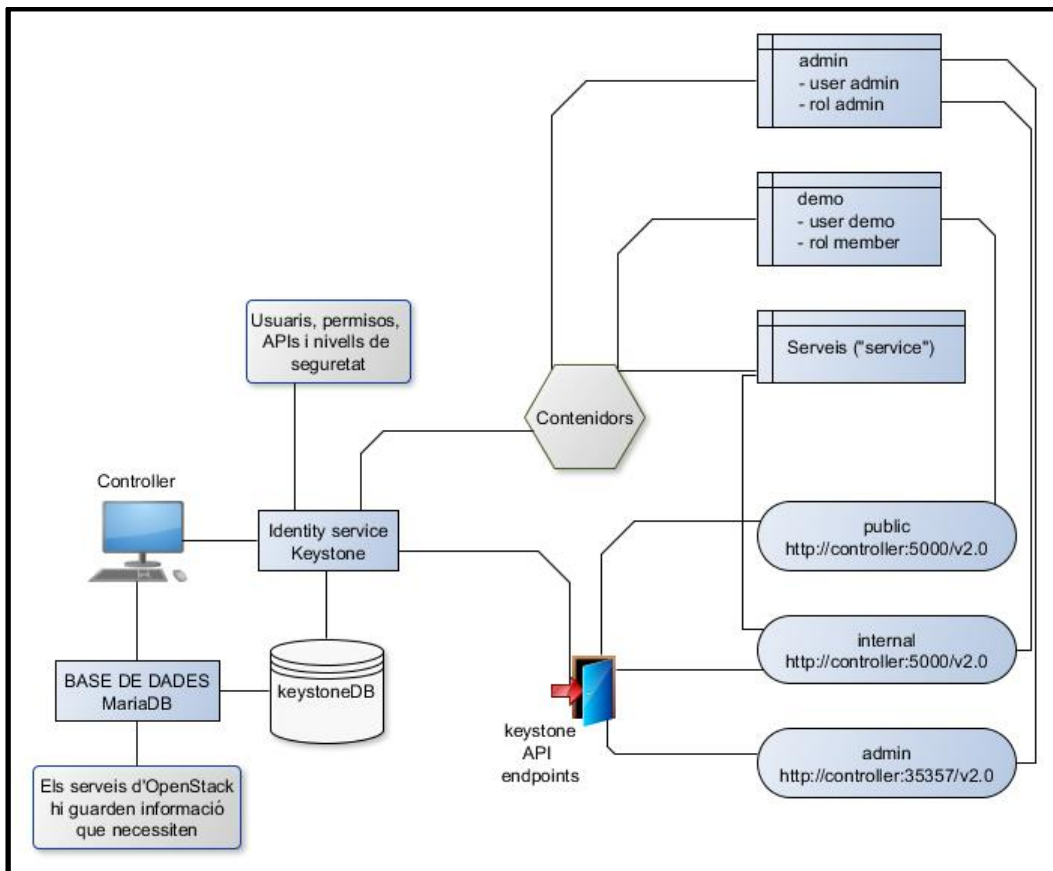 admin
- user admin
- rol admin
demo
- user demo
- rol member
Usuaris, permisos,
APIs i nivells de
seguretat
Serveis ("service")
Contenidors
Controller
Identity service
Keystone
public
http://controller:5000/v2.0
internal
http://controller:5000/v2.0
BASE DE DADES
MariaDB
keystoneDB
keystone
API
endpoints
admin
http://controller:35357/v2.0
Els serveis d'OpenStack
hi guarden informació
que necessiten